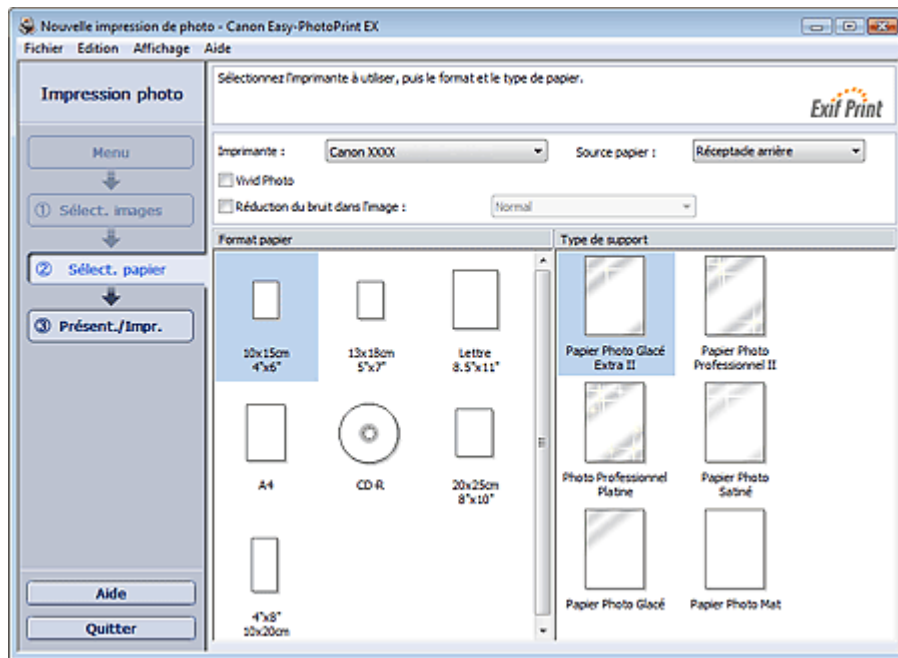 Nouvelle impression de photo - Canon Easy-PhotoPrint EX
Fichier Edition Affichage Aide
Impression photo
Sélectionnez l'imprimante à utiliser, puis le format et le type de papier.
Exif Print
Menu
① Sélect. images
② Sélect. papier
③ Présent./Impr.
Imprimante : Canon XXXX Source papier : Réceptacle arrière
Vivid Photo
Réduction du bruit dans l'image : Normal
Format papier
10x15cm
4"x6"
13x18cm
5"x7"
Lettre
8.5"x11"
A4
CD-R
20x25cm
8"x10"
4"x8"
10x20cm
Type de support
Papier Photo Glacé
Extra II
Papier Photo
Professionnel II
Photo Professionnel
Platine
Papier Photo
Satiné
Papier Photo Glacé
Papier Photo Mat
Aide
Quitter